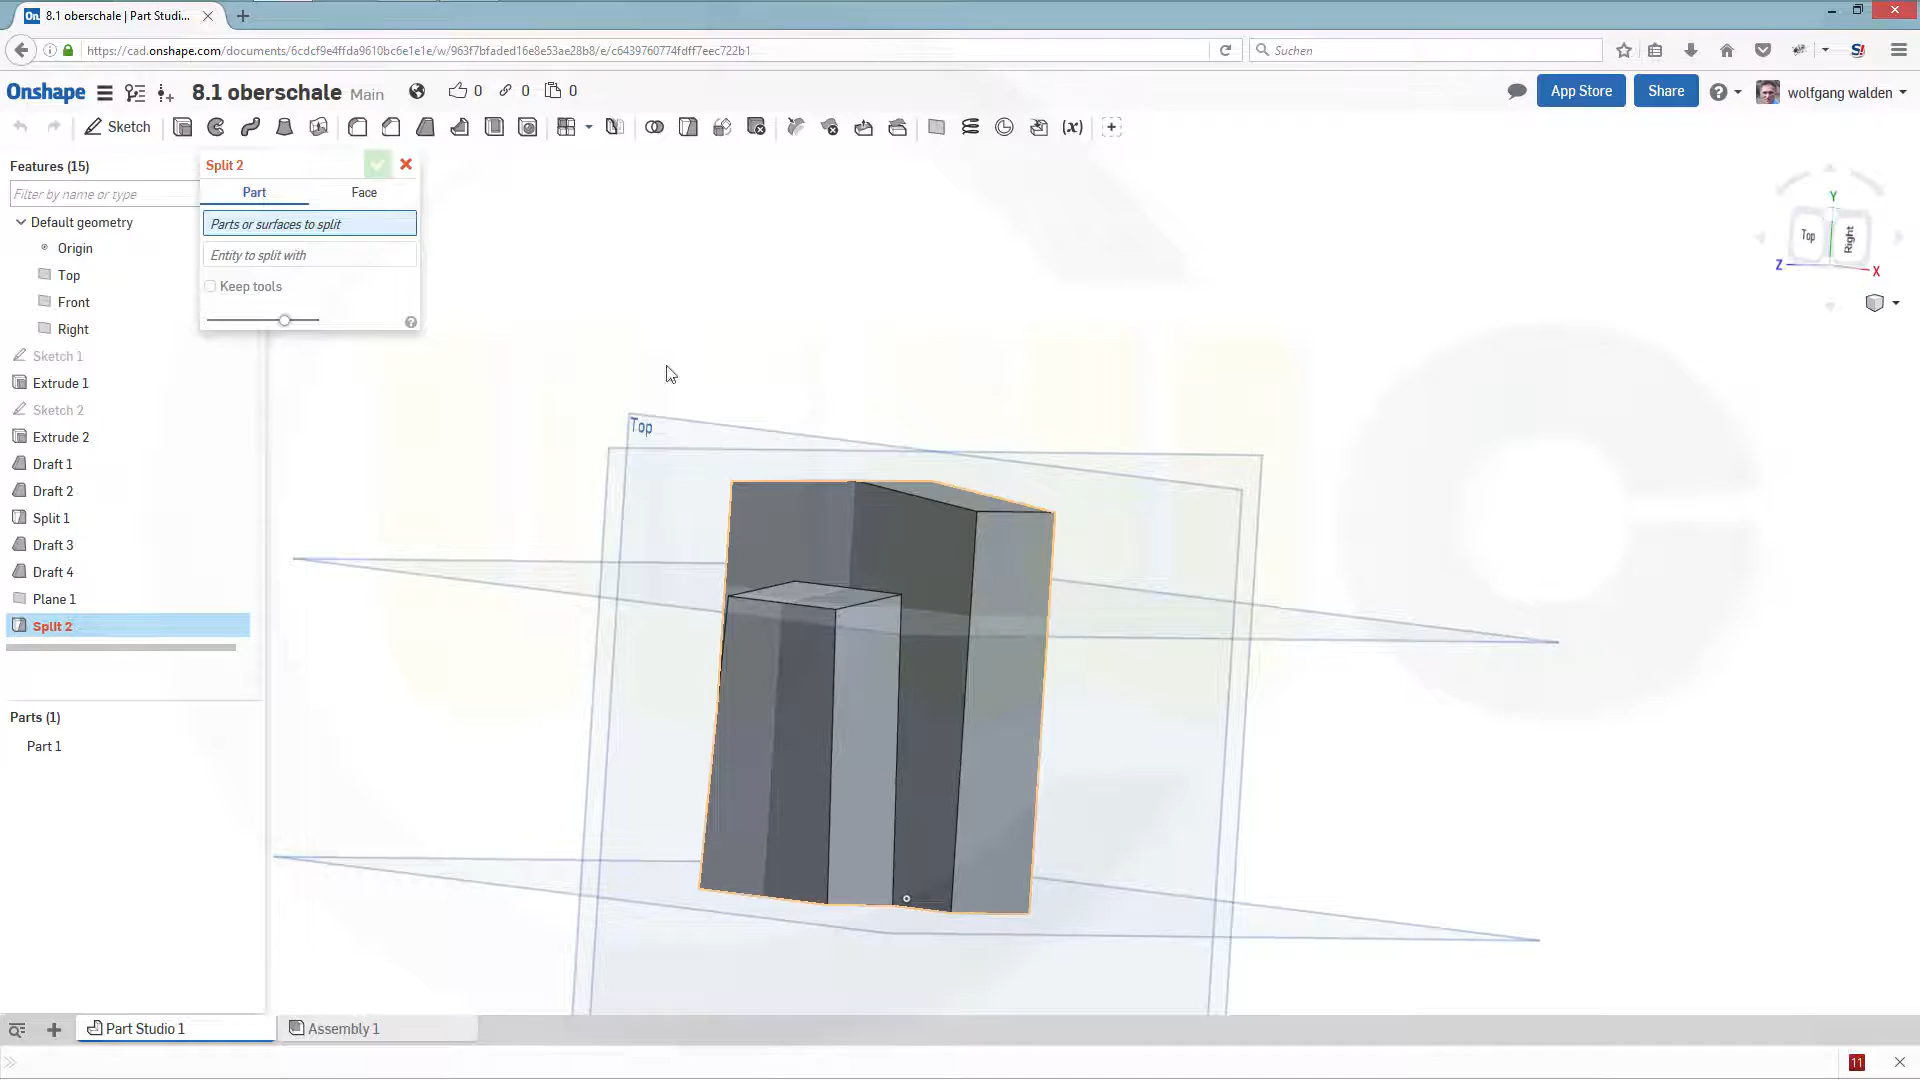 8.1 oberschale | Part Studi...
https://cad.onshape.com/documents/6cdcf9e4ffda9610bc6e1e1e/w/963f7bfaded16e8e53ae28b8/e/c6439760774fdff7eec722b1
Suchen
Onshape
8.1 oberschale Main
0
0
0
App Store
Share
wolfgang walden
Sketch
(x)
Features (15)
Filter by name or type
Default geometry
Origin
Top
Front
Right
Sketch 1
Extrude 1
Sketch 2
Extrude 2
Draft 1
Draft 2
Split 1
Draft 3
Draft 4
Plane 1
Split 2
Parts (1)
Part 1
Split 2
Part
Face
Parts or surfaces to split
Entity to split with
Keep tools
Top
Y
Top
Right
Z
X
Part Studio 1
Assembly 1
11